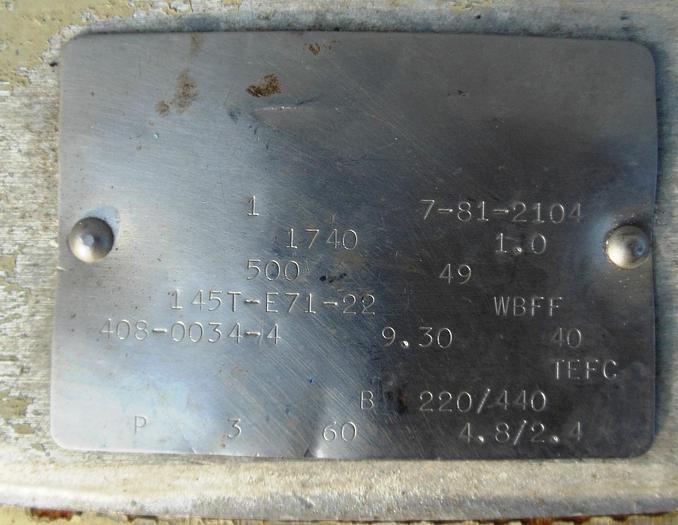 1 7-81-2104
1740 1.0
500 49
145T-E71-22 WBFF
408-0034-4 9.30 40
TEFC
B 220/440
P 3 60 4.8/2.4